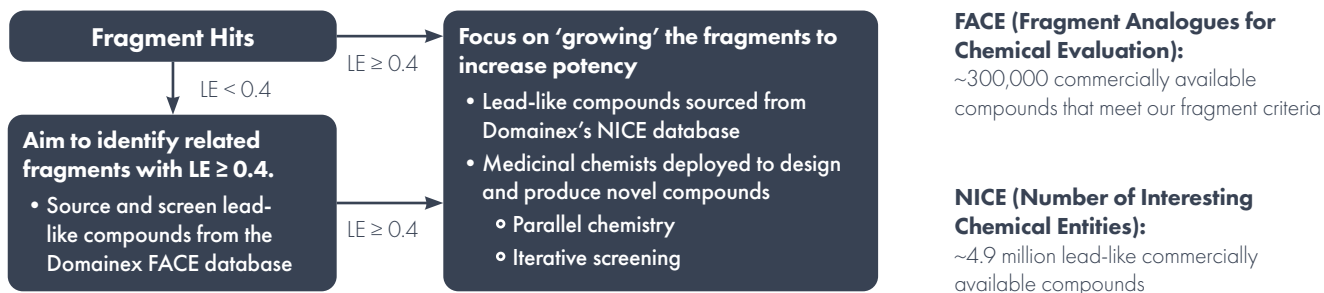 Fragment Hits
LE ≥ 0.4
LE < 0.4
Aim to identify related
fragments with LE ≥ 0.4.
• Source and screen lead-
like compounds from the
Domainex FACE database
LE ≥ 0.4
Focus on ‘growing’ the fragments to
increase potency
• Lead-like compounds sourced from
Domainex’s NICE database
• Medicinal chemists deployed to design
and produce novel compounds
Parallel chemistry
Iterative screening
FACE (Fragment Analogues for
Chemical Evaluation):
~300,000 commercially available
compounds that meet our fragment criteria
NICE (Number of Interesting
Chemical Entities):
~4.9 million lead-like commercially
available compounds